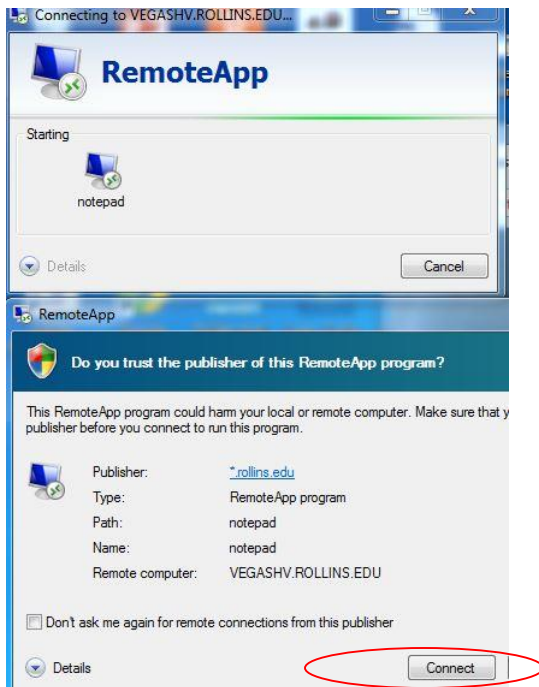 Connecting to VEGASHV.ROLLINS.EDU...
RemoteApp
Starting
notepad
Details
Cancel
RemoteApp
Do you trust the publisher of this RemoteApp program?
This RemoteApp program could harm your local or remote computer. Make sure that y
publisher before you connect to run this program.
Publisher: *.rollins.edu
Type: RemoteApp program
Path: notepad
Name: notepad
Remote computer: VEGASHV.ROLLINS.EDU
Don't ask me again for remote connections from this publisher
Details
Connect